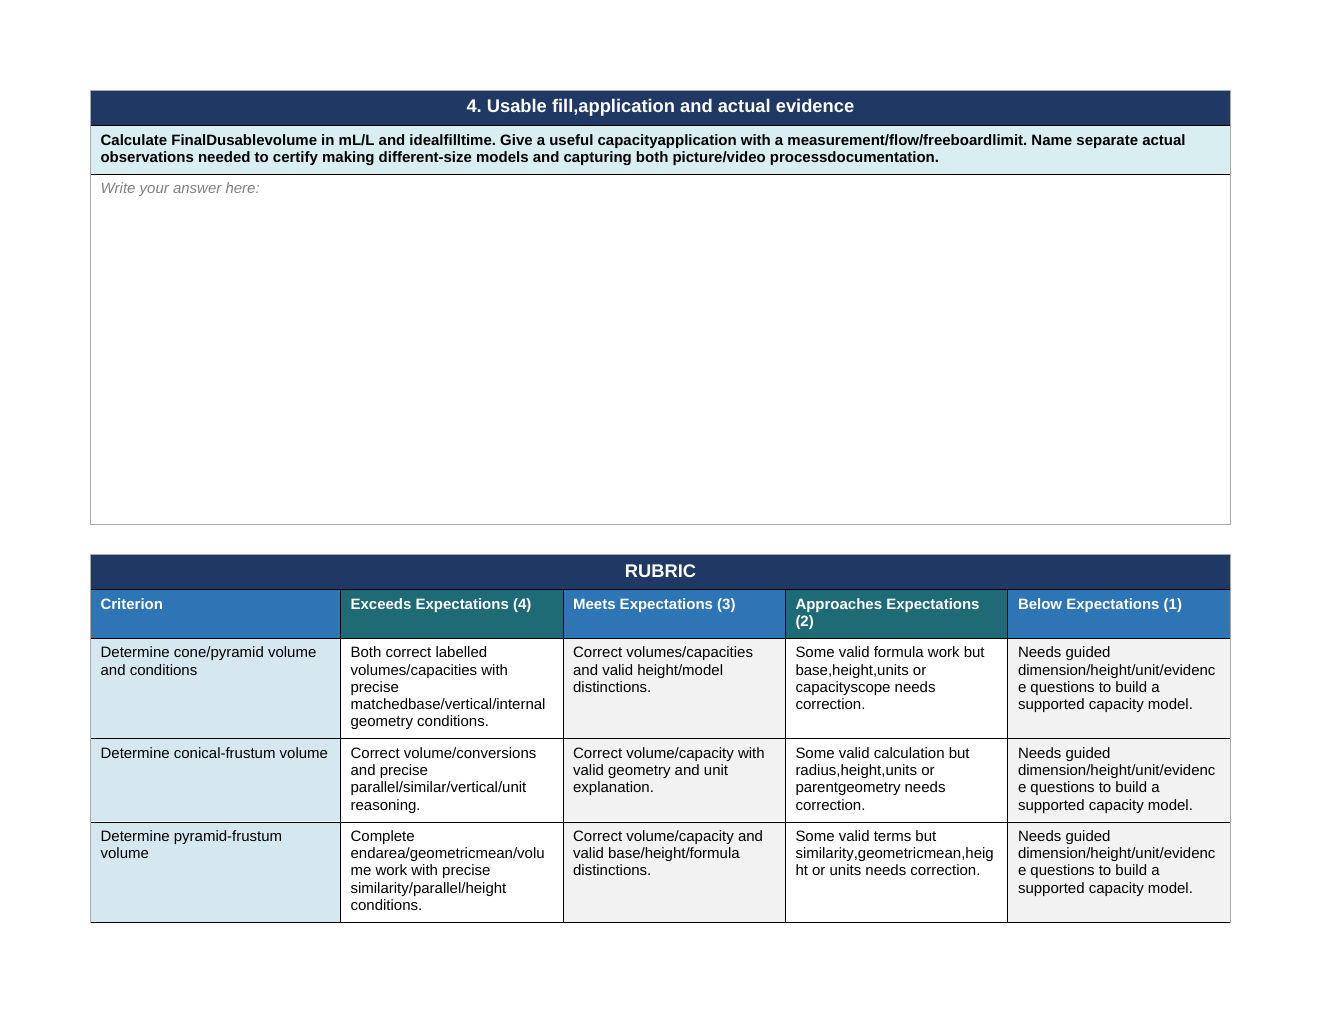 4. Usable fill,application and actual evidence
Calculate FinalDusablevolume in mL/L and idealfilltime. Give a useful capacityapplication with a measurement/flow/freeboardlimit. Name separate actual
observations needed to certify making different-size models and capturing both picture/video processdocumentation.
Write your answer here:
RUBRIC
Criterion
Exceeds Expectations (4)
Meets Expectations (3)
Approaches Expectations
(2)
Below Expectations (1)
Determine cone/pyramid volume
and conditions
Both correct labelled
volumes/capacities with
precise
matchedbase/vertical/internal
geometry conditions.
Correct volumes/capacities
and valid height/model
distinctions.
Some valid formula work but
base,height,units or
capacityscope needs
correction.
Needs guided
dimension/height/unit/evidenc
e questions to build a
supported capacity model.
Determine conical-frustum volume
Correct volume/conversions
and precise
parallel/similar/vertical/unit
reasoning.
Correct volume/capacity with
valid geometry and unit
explanation.
Some valid calculation but
radius,height,units or
parentgeometry needs
correction.
Needs guided
dimension/height/unit/evidenc
e questions to build a
supported capacity model.
Determine pyramid-frustum
volume
Complete
endarea/geometricmean/volu
me work with precise
similarity/parallel/height
conditions.
Correct volume/capacity and
valid base/height/formula
distinctions.
Some valid terms but
similarity,geometricmean,heig
ht or units needs correction.
Needs guided
dimension/height/unit/evidenc
e questions to build a
supported capacity model.